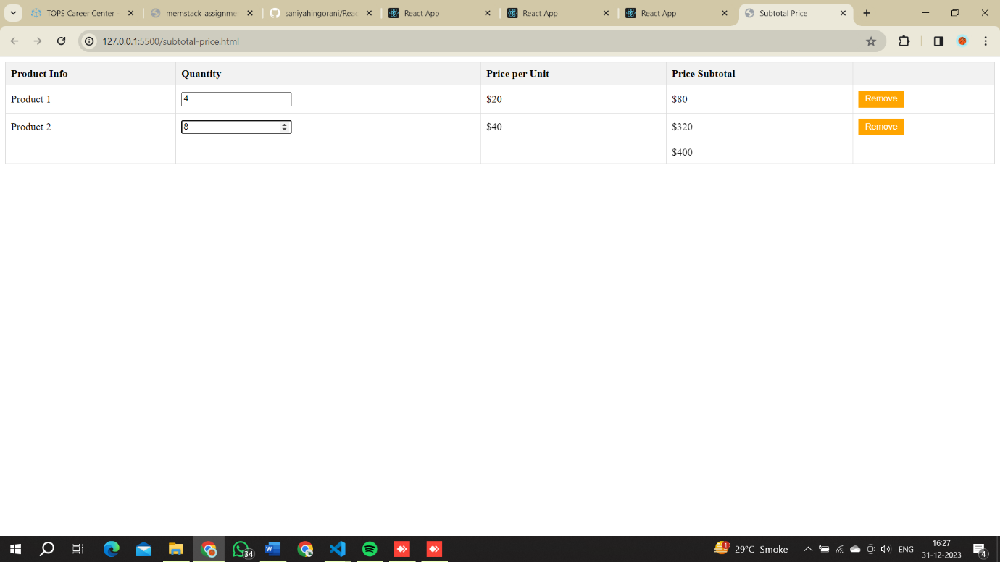 TOPS Career Center -
mernstack_assignme
saniyahingorani/Reac
React App
React App
React App
Subtotal Price
127.0.0.1:5500/subtotal-price.html
Product Info Quantity Price per Unit Price Subtotal
Product 1 4 $20 $80 Remove
Product 2 8 $40 $320 Remove
$400
34
1
29°C Smoke
ENG
16:27
31-12-2023
4